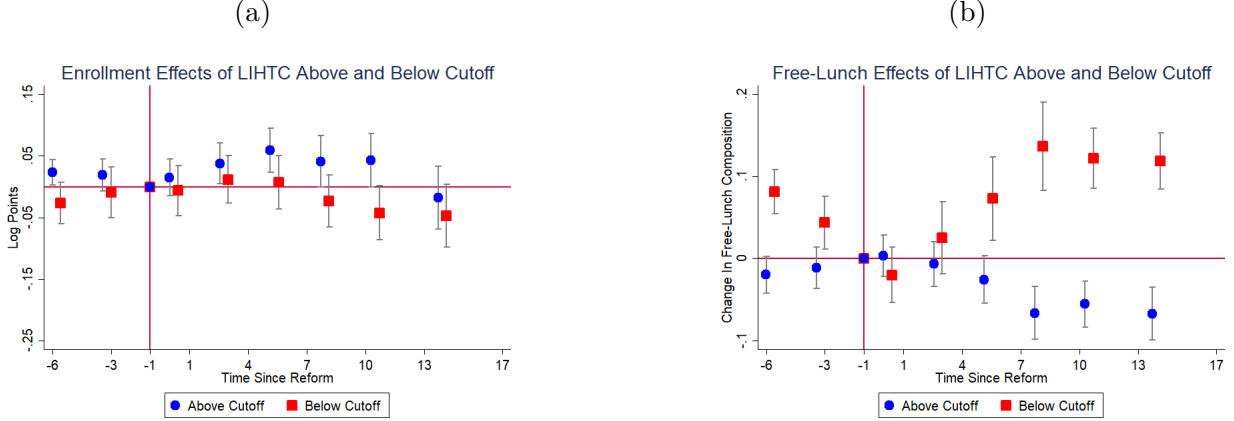 (a)
Enrollment Effects of LIHTC Above and Below Cutoff
Log Points
.15
.05
-.05
-.15
-.25
-6 -3 -1 1 4 7 10 13 17
Time Since Reform
Above Cutoff Below Cutoff
(b)
Free-Lunch Effects of LIHTC Above and Below Cutoff
Change In Free-Lunch Composition
.2
.1
0
-.1
-6 -3 -1 1 4 7 10 13 17
Time Since Reform
Above Cutoff Below Cutoff